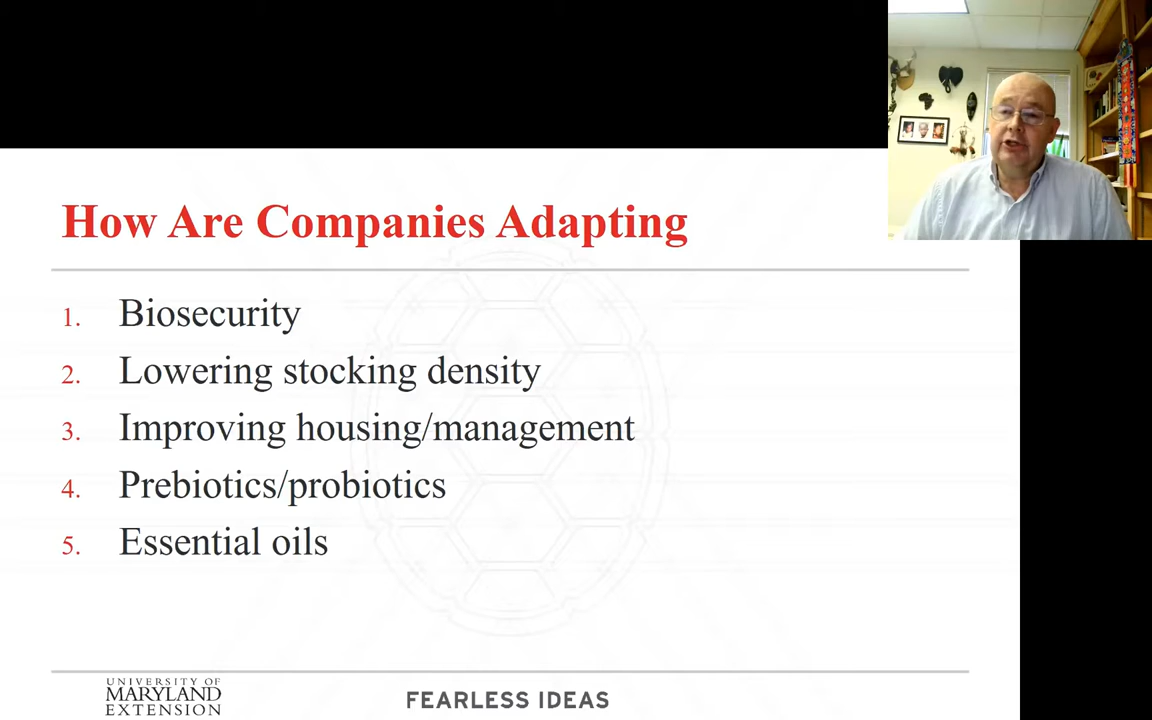 How Are Companies Adapting
1. Biosecurity
2. Lowering stocking density
3. Improving housing/management
4. Prebiotics/probiotics
5. Essential oils
UNIVERSITY OF
MARYLAND
EXTENSION
FEARLESS IDEAS